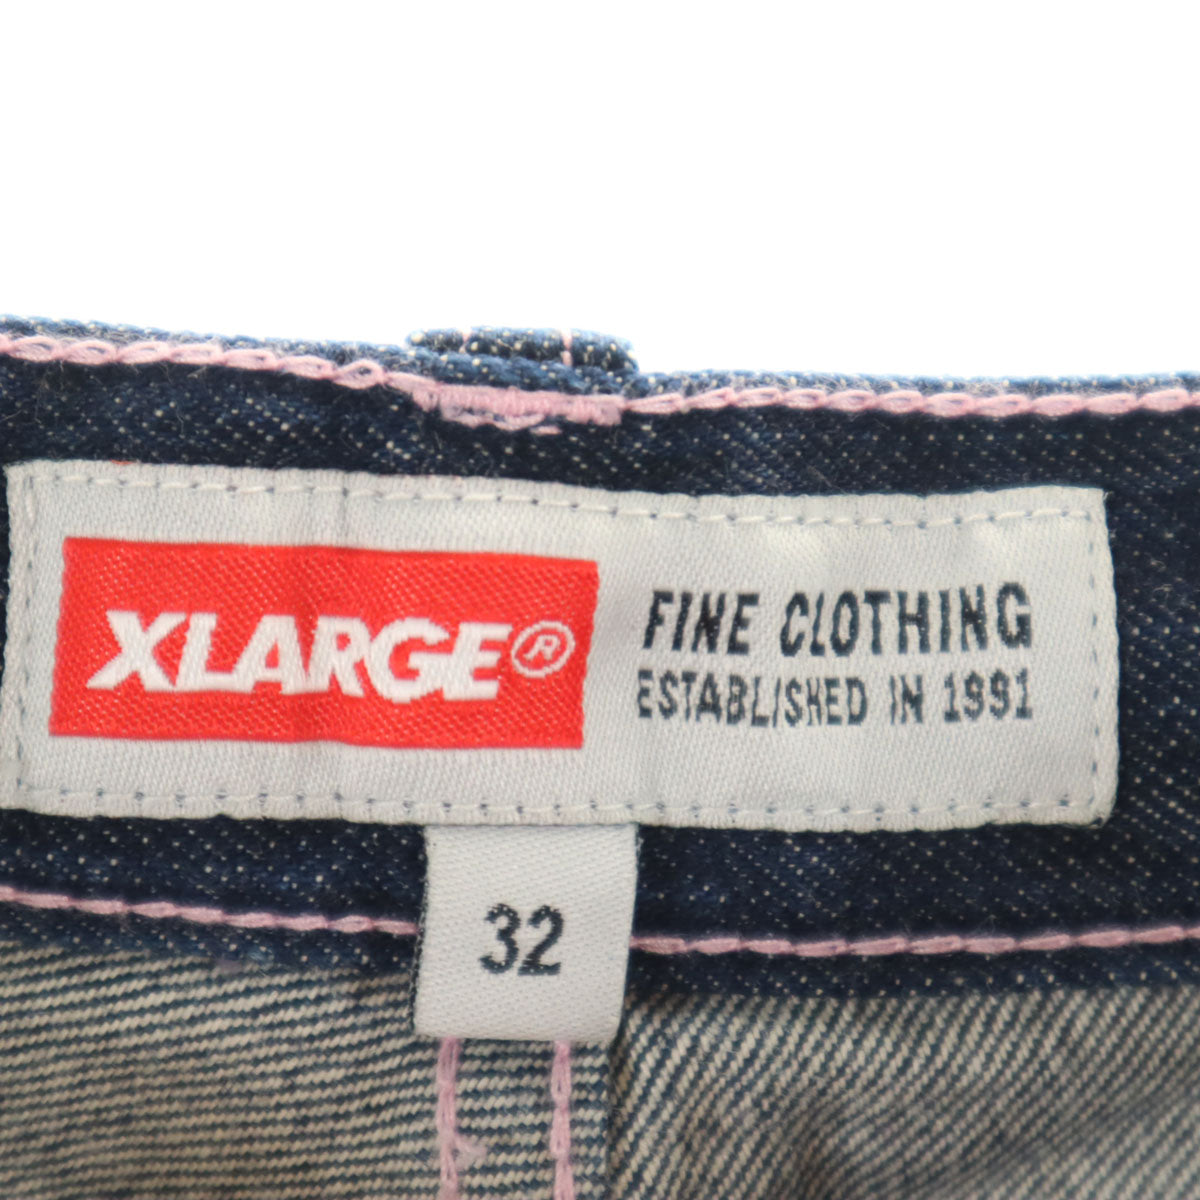 XLARGE®
FINE CLOTHING
ESTABLISHED IN 1991
32